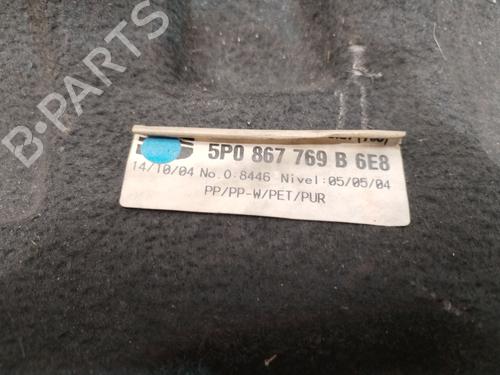 B-PARTS
5P0 867 769 B 6E8
14/10/04 No.0.8446 Nivel:05/05/04
PP/PP-W/PET/PUR